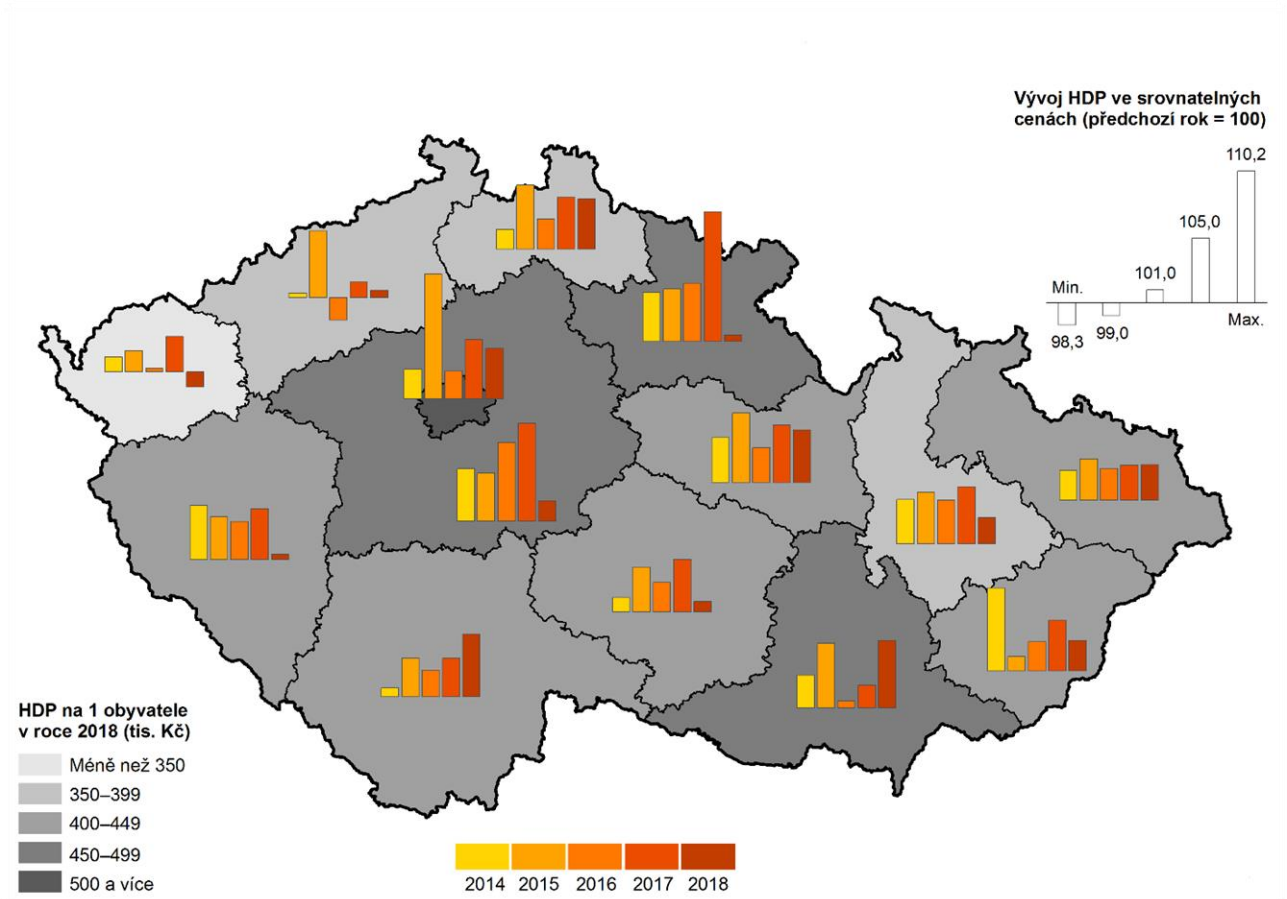 Vývoj HDP ve srovnatelných
cenách (předchozí rok = 100)
110,2
105,0
101,0
Min.
Max.
98,3
99,0
HDP na 1 obyvatele
v roce 2018 (tis. Kč)
Méně než 350
350–399
400–449
450–499
500 a více
2014 2015 2016 2017 2018